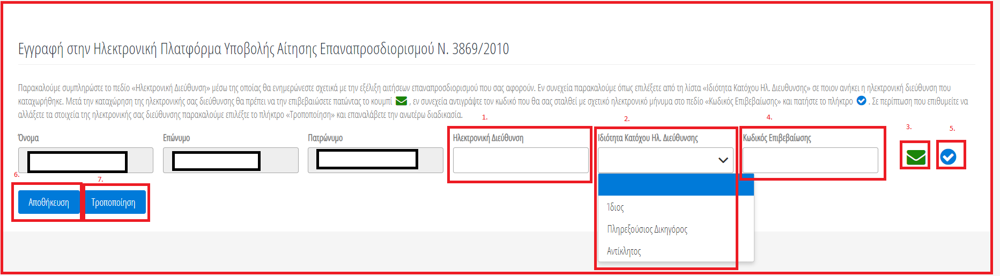 Εγγραφή στην Ηλεκτρονική Πλατφόρμα Υποβολής Αίτησης Επαναπροσδιορισμού Ν. 3869/2010
Παρακαλούμε συμπληρώστε το πεδίο «Ηλεκτρονική Διεύθυνση» μέσω της οποίας θα ενημερώνεστε σχετικά με την εξέλιξη αιτήσεων επαναπροσδιορισμού που σας αφορούν. Εν συνεχεία παρακαλούμε όπως επιλέξετε από τη λίστα «Ιδιότητα Κατόχου Ηλ. Διευθυνσης» σε ποιον ανήκει η ηλεκτρονική διεύθυνση που
καταχωρήθηκε. Μετά την καταχώρηση της ηλεκτρονικής σας διεύθυνσης θα πρέπει να την επιβεβαιώσετε πατώντας το κουμπί , εν συνεχεία αντιγράψτε τον κωδικό που θα σας σταλθεί με σχετικό ηλεκτρονικό μήνυμα στο πεδίο «Κωδικός Επιβεβαίωσης» και πατήστε το πλήκτρο . Σε περίπτωση που επιθυμείτε να
αλλάξετε τα στοιχεία της ηλεκτρονικής σας διεύθυνσης παρακαλούμε επιλέξτε το πλήκτρο «Τροποποίηση» και επαναλάβετε την ανωτέρω διαδικασία.
1. 2. 4. 3. 5.
Όνομα Επώνυμο Πατρώνυμο Ηλεκτρονική Διεύθυνση Ιδιότητα Κατόχου Ηλ. Διεύθυνσης Κωδικός Επιβεβαίωσης
6. 7.
Αποθήκευση Τροποποίηση
Ίδιος
Πληρεξούσιος Δικηγόρος
Αντίκλητος